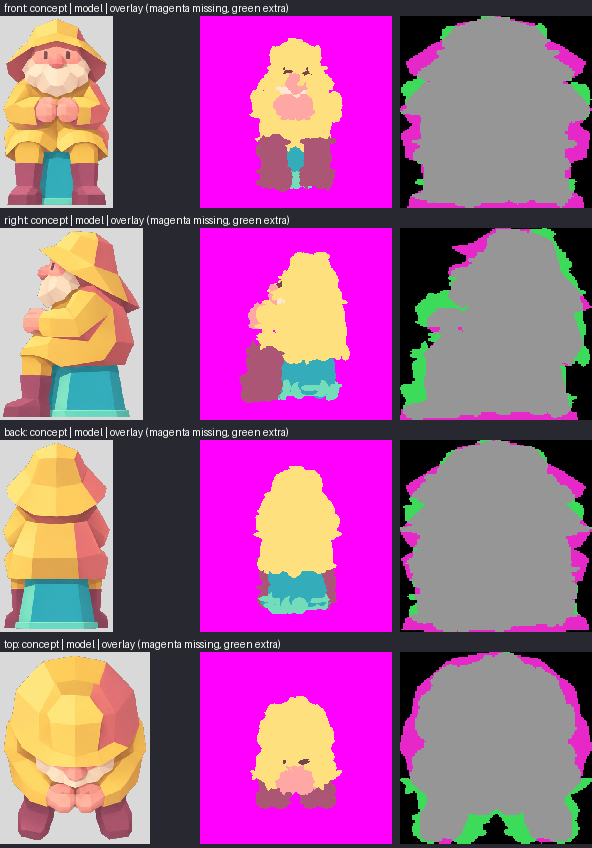 front: concept | model | overlay (magenta missing, green extra)
right: concept | model | overlay (magenta missing, green extra)
back: concept | model | overlay (magenta missing, green extra)
top: concept | model | overlay (magenta missing, green extra)